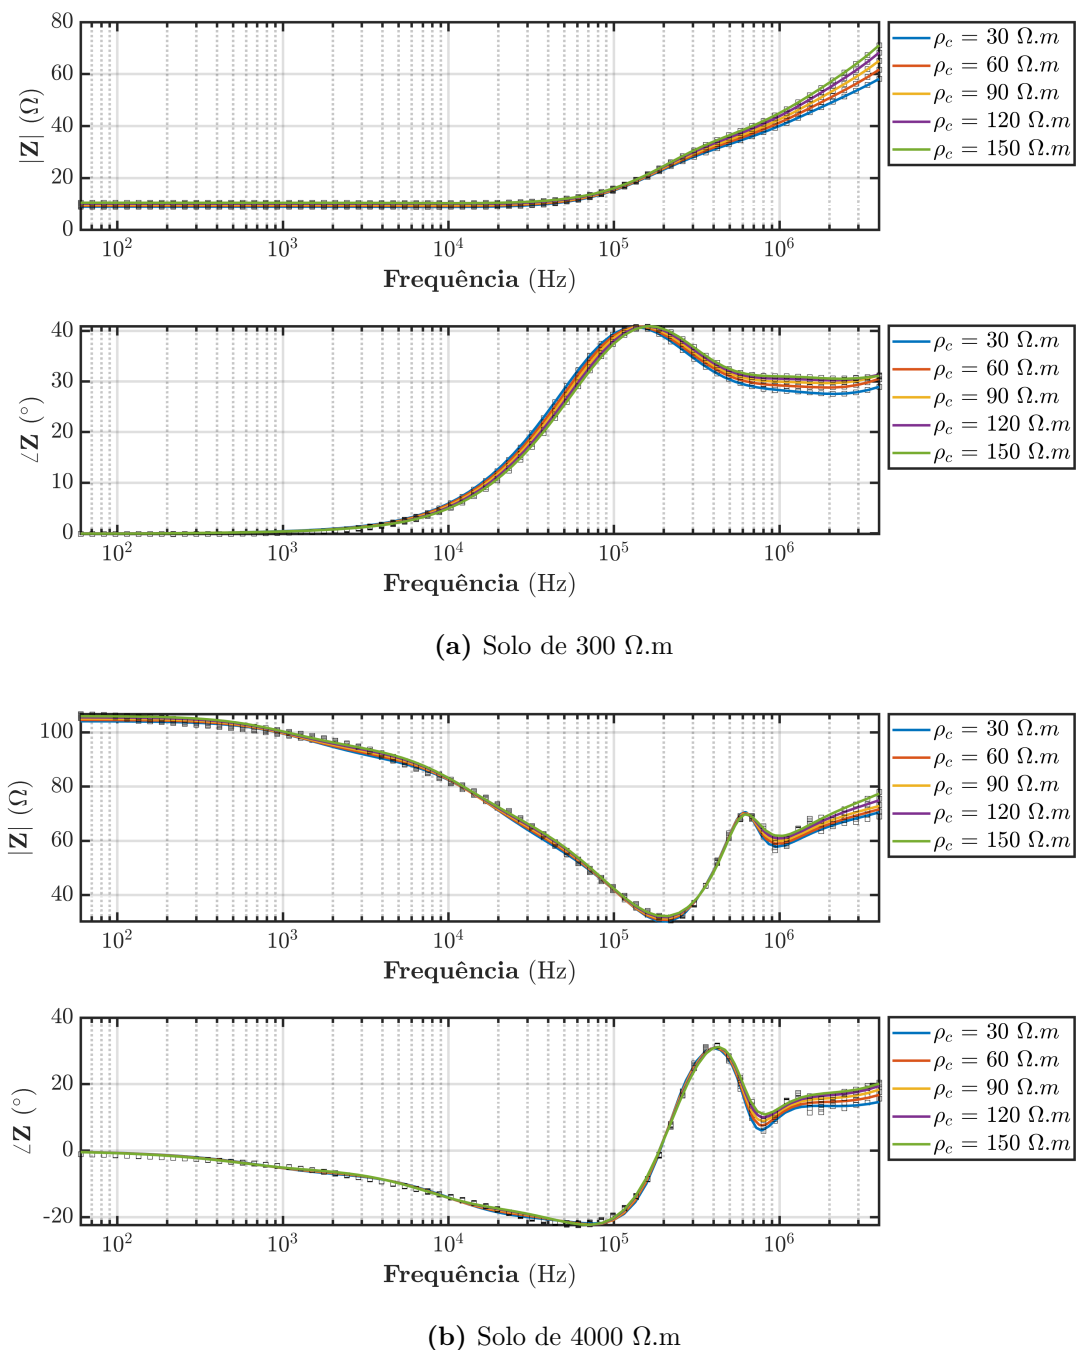 80
60
40
20
0
|Z| (Ω)
10² 10³ 10⁴ 10⁵ 10⁶
Frequência (Hz)
ρc = 30 Ω.m
ρc = 60 Ω.m
ρc = 90 Ω.m
ρc = 120 Ω.m
ρc = 150 Ω.m
40
30
20
10
0
∠Z (°)
10² 10³ 10⁴ 10⁵ 10⁶
Frequência (Hz)
ρc = 30 Ω.m
ρc = 60 Ω.m
ρc = 90 Ω.m
ρc = 120 Ω.m
ρc = 150 Ω.m
(a) Solo de 300 Ω.m
100
80
60
40
|Z| (Ω)
10² 10³ 10⁴ 10⁵ 10⁶
Frequência (Hz)
ρc = 30 Ω.m
ρc = 60 Ω.m
ρc = 90 Ω.m
ρc = 120 Ω.m
ρc = 150 Ω.m
40
20
0
-20
∠Z (°)
10² 10³ 10⁴ 10⁵ 10⁶
Frequência (Hz)
ρc = 30 Ω.m
ρc = 60 Ω.m
ρc = 90 Ω.m
ρc = 120 Ω.m
ρc = 150 Ω.m
(b) Solo de 4000 Ω.m